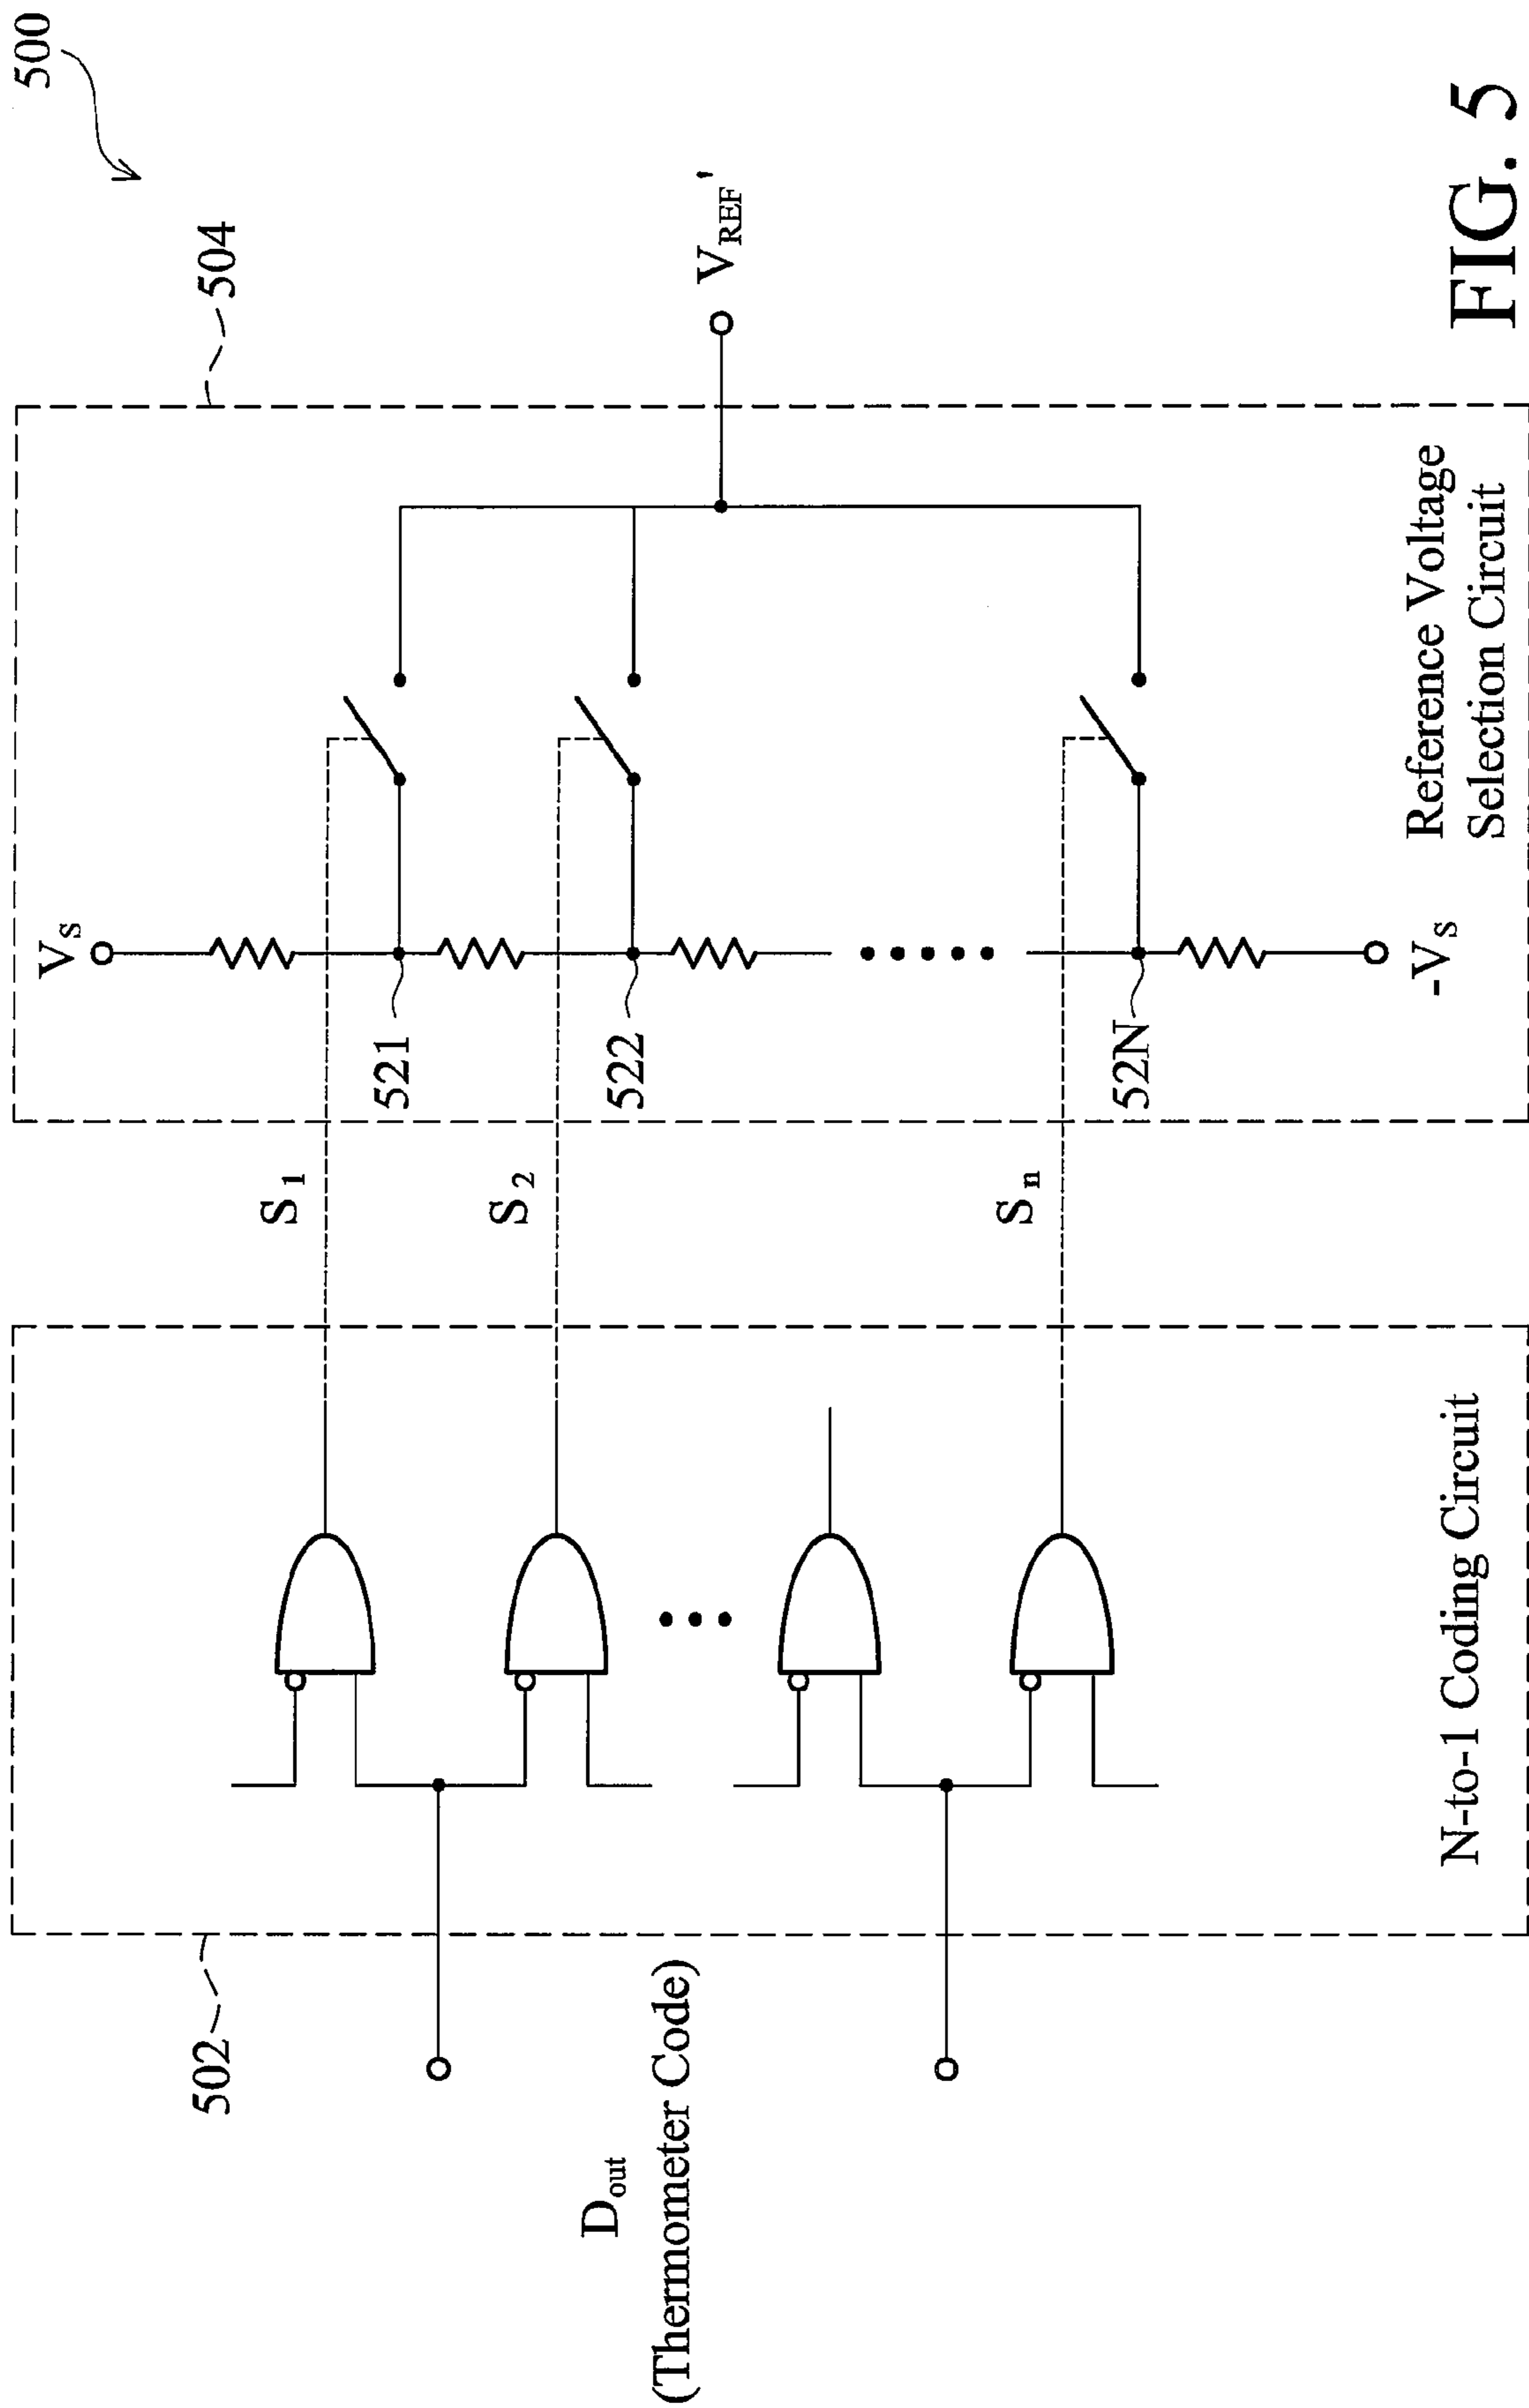 500
504
502
V_S
S_1
521
S_2
522
V_REF'
D_out
(Thermometer Code)
S_n
52N
-V_S
N-to-1 Coding Circuit
Reference Voltage
Selection Circuit
FIG. 5